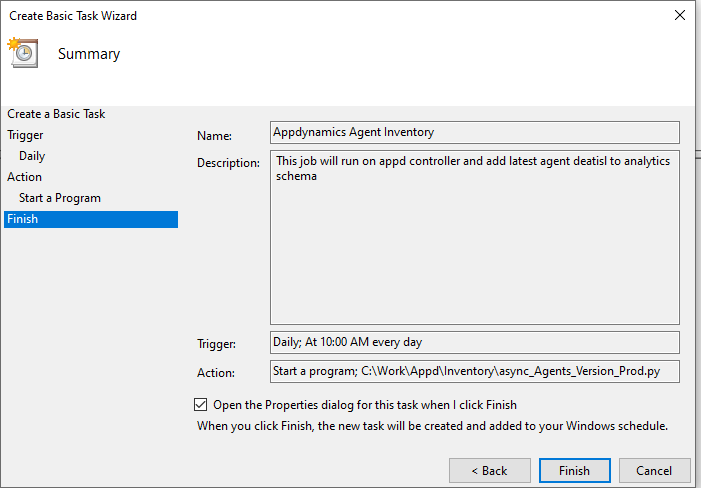 Create Basic Task Wizard
Summary
Create a Basic Task
Trigger
Daily
Action
Start a Program
Finish
Name:
Appdynamics Agent Inventory
Description:
This job will run on appd controller and add latest agent deatisl to analytics
schema
Trigger:
Daily; At 10:00 AM every day
Action:
Start a program; C:\Work\Appd\Inventory\async_Agents_Version_Prod.py
Open the Properties dialog for this task when I click Finish
When you click Finish, the new task will be created and added to your Windows schedule.
< Back
Finish
Cancel